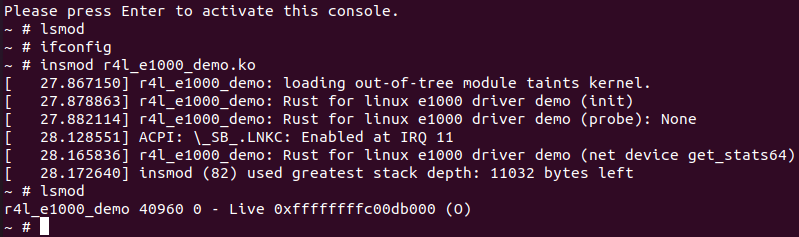 Please press Enter to activate this console.
~ # lsmod
~ # ifconfig
~ # insmod r4l_e1000_demo.ko
[   27.867150] r4l_e1000_demo: loading out-of-tree module taints kernel.
[   27.878863] r4l_e1000_demo: Rust for linux e1000 driver demo (init)
[   27.882114] r4l_e1000_demo: Rust for linux e1000 driver demo (probe): None
[   28.128551] ACPI: \_SB_.LNKC: Enabled at IRQ 11
[   28.165836] r4l_e1000_demo: Rust for linux e1000 driver demo (net device get_stats64)
[   28.172640] insmod (82) used greatest stack depth: 11032 bytes left
~ # lsmod
r4l_e1000_demo 40960 0 - Live 0xffffffffc00db000 (O)
~ #